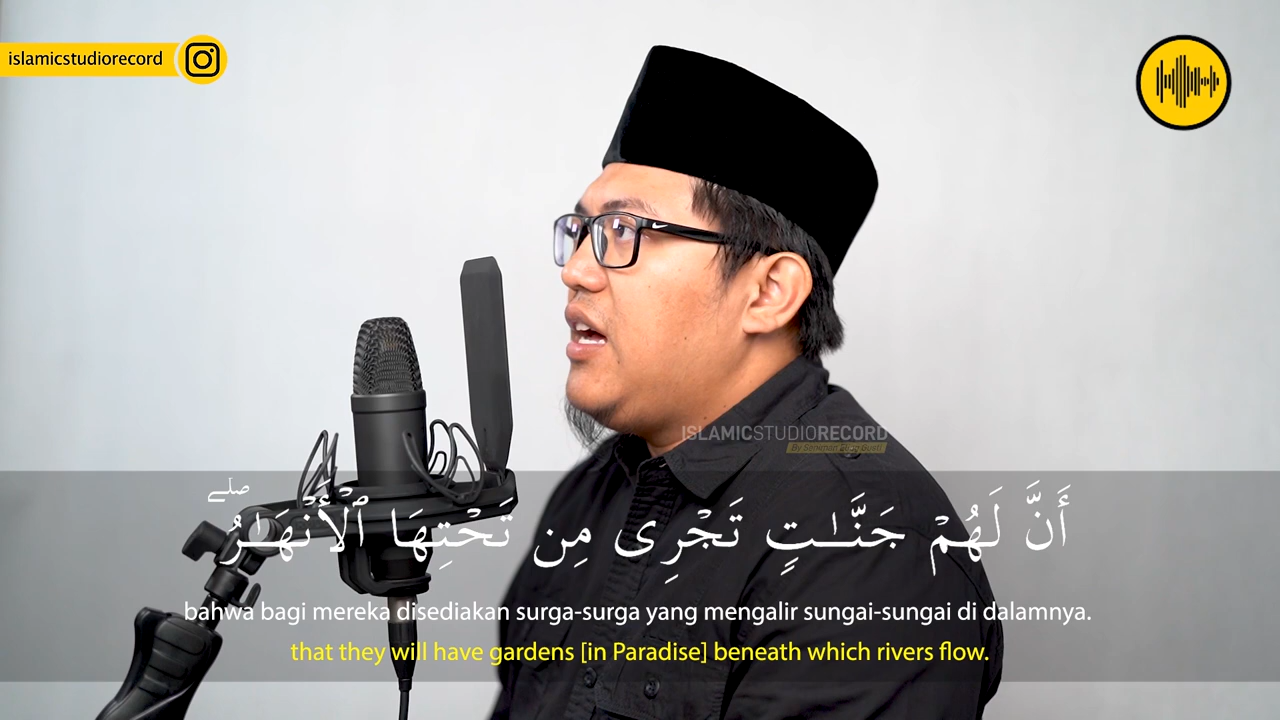 islamicstudiorecord
ISLAMICSTUDIORECORD
أَنَّ لَهُمْ جَنَّـٰتٍ تَجْرِى مِن تَحْتِهَا ٱلْأَنْهَـٰرُ ۖ
bahwa bagi mereka disediakan surga-surga yang mengalir sungai-sungai di dalamnya.
that they will have gardens [in Paradise] beneath which rivers flow.